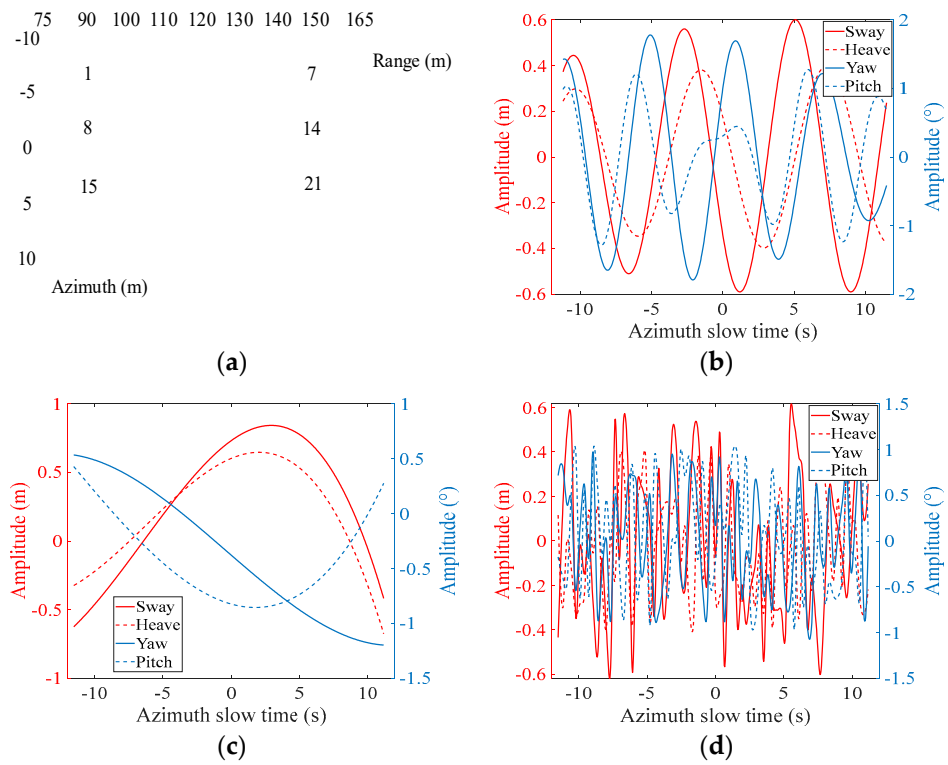 75 90 100 110 120 130 140 150 165
-10
Range (m)
1 7
-5
8 14
0
15 21
5
10
Azimuth (m)
(a)
0.6 2
Sway
Heave
Yaw
Pitch
0.4
1
0.2
Amplitude (m)
0 0
Amplitude (°)
-0.2
-1
-0.4
-0.6 -2
-10 -5 0 5 10
Azimuth slow time (s)
(b)
1 1
0.5 0.5
Amplitude (m)
0 0
Amplitude (°)
-0.5
-0.5 -1
Sway
Heave
Yaw
Pitch
-1 -1.5
-10 -5 0 5 10
Azimuth slow time (s)
(c)
0.6 1.5
Sway
Heave
Yaw
Pitch
0.4 1
0.2 0.5
Amplitude (m)
0 0
Amplitude (°)
-0.2 -0.5
-0.4 -1
-0.6 -1.5
-10 -5 0 5 10
Azimuth slow time (s)
(d)